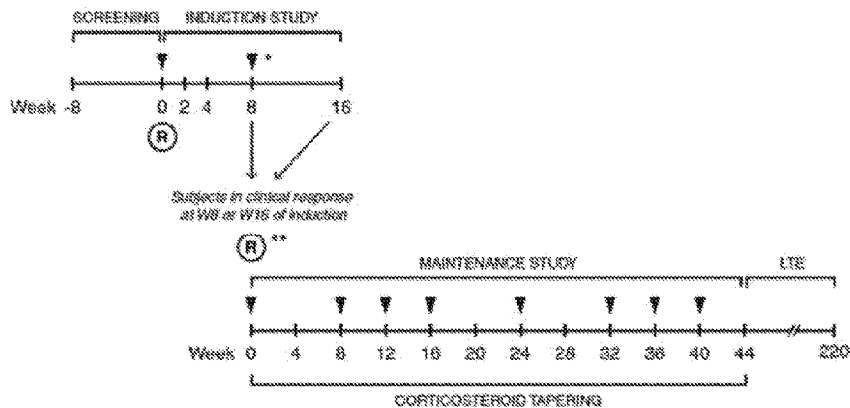 SCREENING INDUCTION STUDY
*
Week -8 0 2 4 8 16
R
Subjects in clinical response
at W8 or W16 of induction
R **
MAINTENANCE STUDY LTE
Week 0 4 8 12 16 20 24 28 32 36 40 44 220
CORTICOSTEROID TAPERING